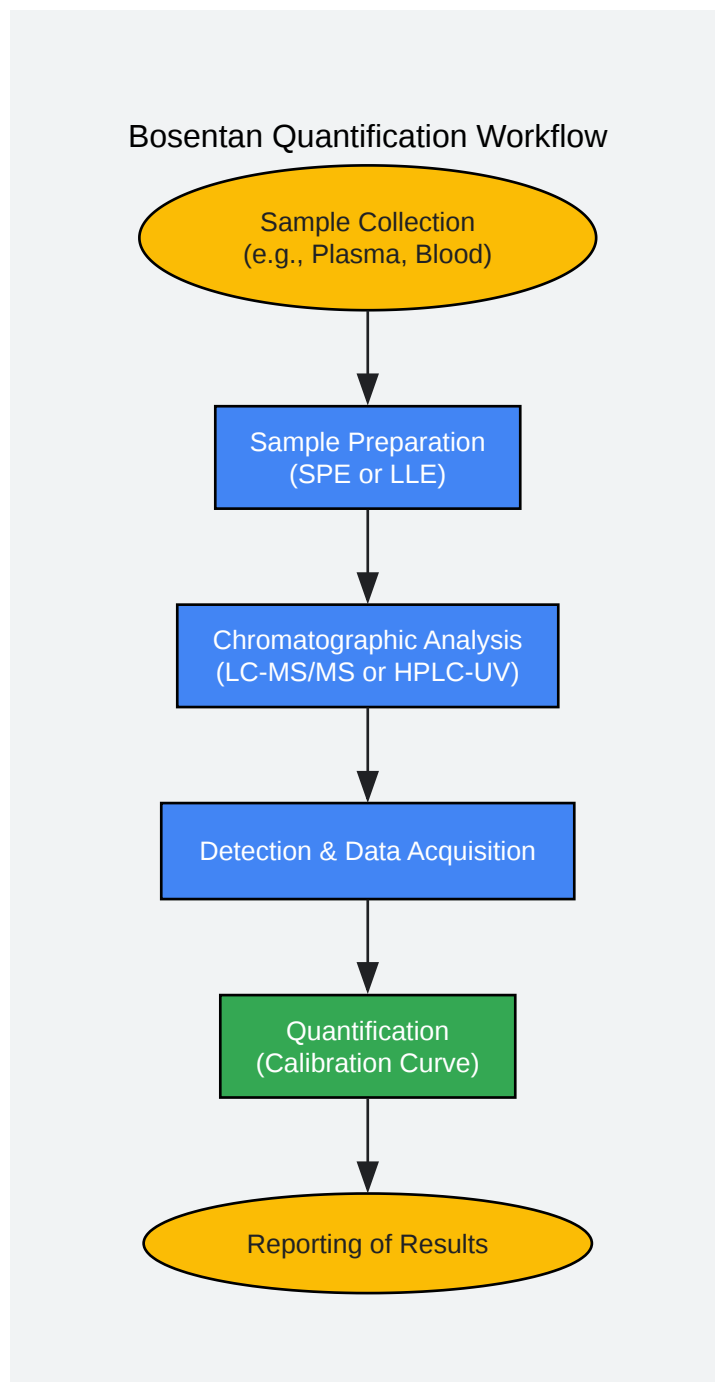 Bosentan Quantification Workflow
Sample Collection
(e.g., Plasma, Blood)
Sample Preparation
(SPE or LLE)
Chromatographic Analysis
(LC-MS/MS or HPLC-UV)
Detection & Data Acquisition
Quantification
(Calibration Curve)
Reporting of Results